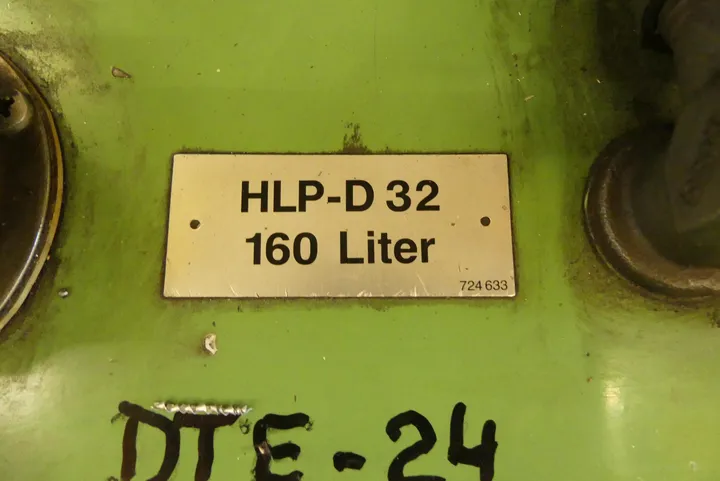 HLP-D 32
160 Liter
724 633
DTE-24